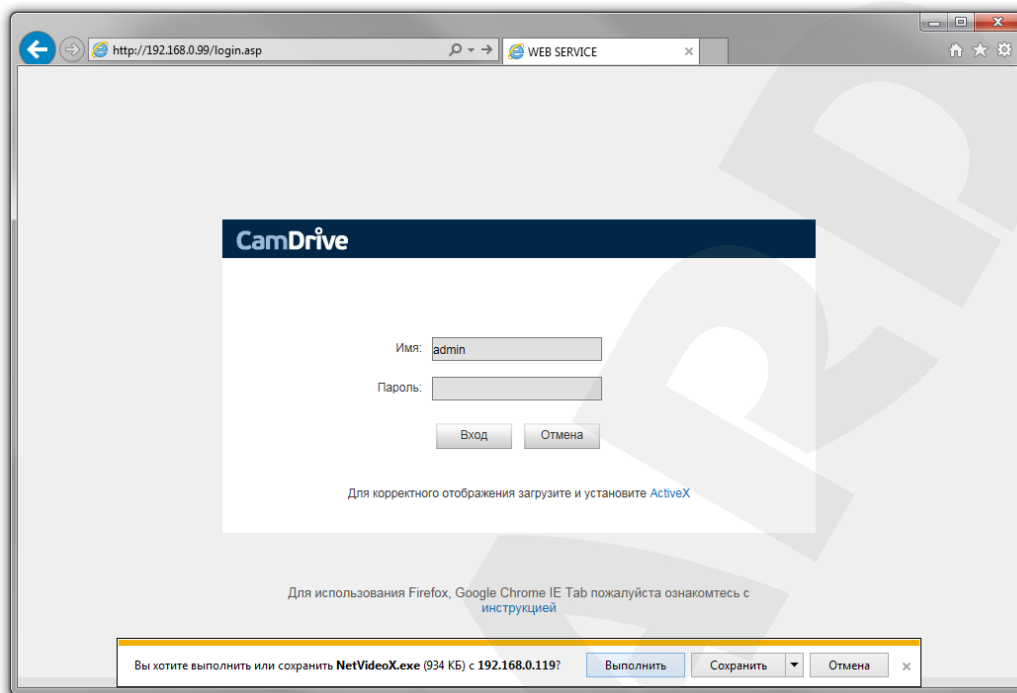 http://192.168.0.99/login.asp
WEB SERVICE
CamDrive
Имя:
admin
Пароль:
Вход
Отмена
Для корректного отображения загрузите и установите ActiveX
Для использования Firefox, Google Chrome IE Tab пожалуйста ознакомтесь с
инструкцией
Вы хотите выполнить или сохранить NetVideoX.exe (934 КБ) с 192.168.0.119?
Выполнить
Сохранить
Отмена